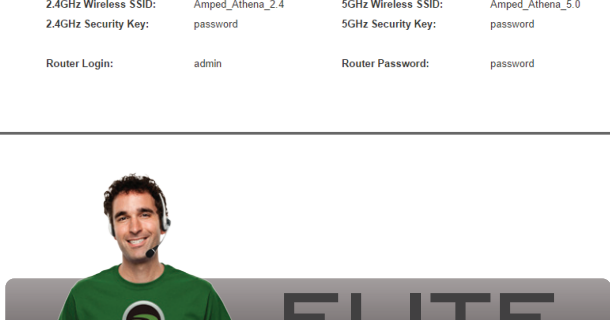 2.4GHz Wireless SSID: Amped_Athena_2.4 5GHz Wireless SSID: Amped_Athena_5.0
2.4GHz Security Key: password 5GHz Security Key: password
Router Login: admin Router Password: password
ELITE